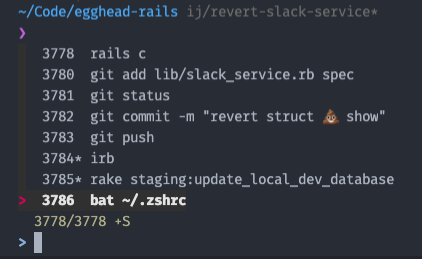 ~/Code/egghead-rails ij/revert-slack-service*
❯
3778 rails c
3780 git add lib/slack_service.rb spec
3781 git status
3782 git commit -m "revert struct 💩 show"
3783 git push
3784* irb
3785* rake staging:update_local_dev_database
> 3786 bat ~/.zshrc
3778/3778 +S
>